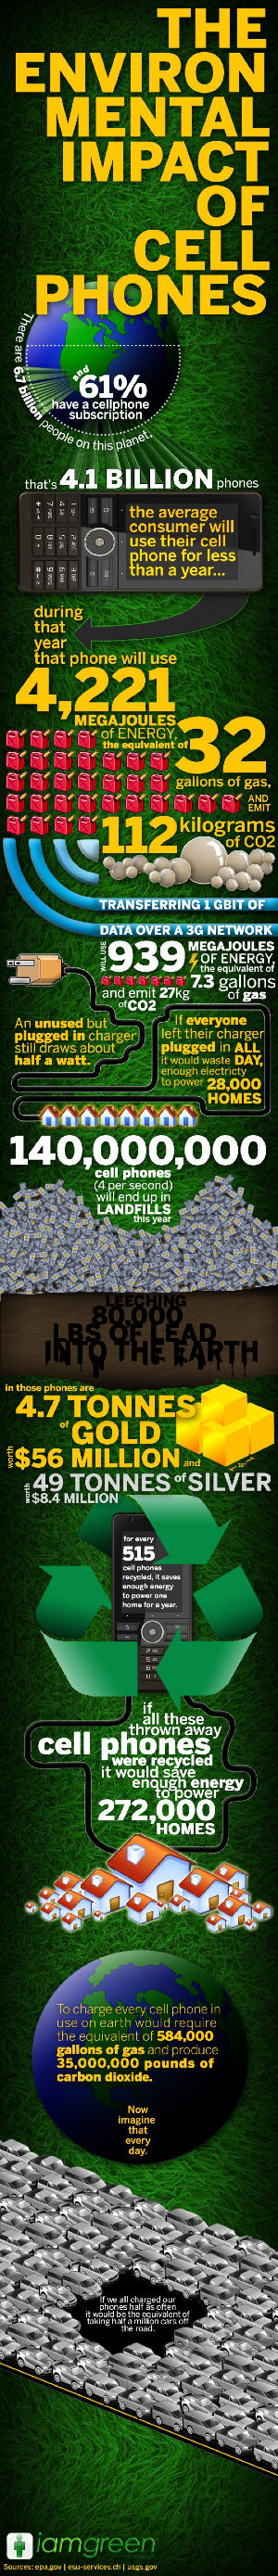 THE
ENVIRON
MENTAL
IMPACT
OF
CELL
PHONES
There are 6.7 billion people on this planet,
and
61%
have a cellphone
subscription
that's 4.1 BILLION phones
the average
consumer will
use their cell
phone for less
than a year...
during
that
year
that phone will use
4,221
MEGAJOULES
of ENERGY,
the equivalent of
32
gallons of gas,
AND
EMIT
112 kilograms
of CO2
TRANSFERRING 1 GBIT OF
DATA OVER A 3G NETWORK
WILL USE
939 MEGAJOULES
OF ENERGY,
the equivalent of
7.3 gallons
of gas
and emit 27kg
of CO2
An unused but
plugged in charger
still draws about
half a watt.
If everyone
left their charger
plugged in ALL
DAY,
it would waste
enough electricity
to power 28,000
HOMES
140,000,000
cell phones
(4 per second)
will end up in
LANDFILLS
this year
LEECHING
80,000
LBS OF LEAD
INTO THE EARTH
in those phones are
4.7 TONNES
of GOLD
worth
$56 MILLION and
15"
49 TONNES of SILVER
worth
$8.4 MILLION
for every
515
cell phones
recycled, it saves
enough energy
to power one
home for a year.
if
all these
thrown away
cell phones
were recycled
it would save
enough energy
to power
272,000
HOMES
To charge every cell phone in
use on earth would require
the equivalent of 584,000
gallons of gas and produce
35,000,000 pounds of
carbon dioxide.
Now
imagine
that
every
day.
If we all charged our
phones half as often
it would be the equivalent of
taking half a million cars off
the road.
iamgreen
Sources: epa.gov | esu-services.ch | usgs.gov